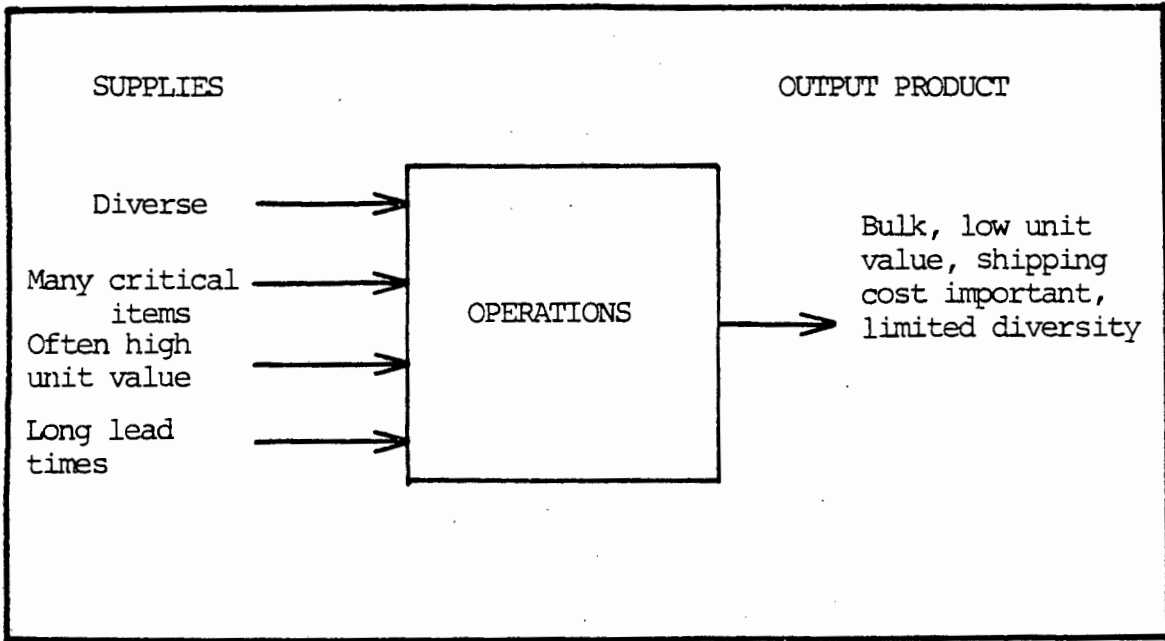 SUPPLIES
OUTPUT PRODUCT
Diverse
Many critical
items
Often high
unit value
Long lead
times
OPERATIONS
Bulk, low unit
value, shipping
cost important,
limited diversity